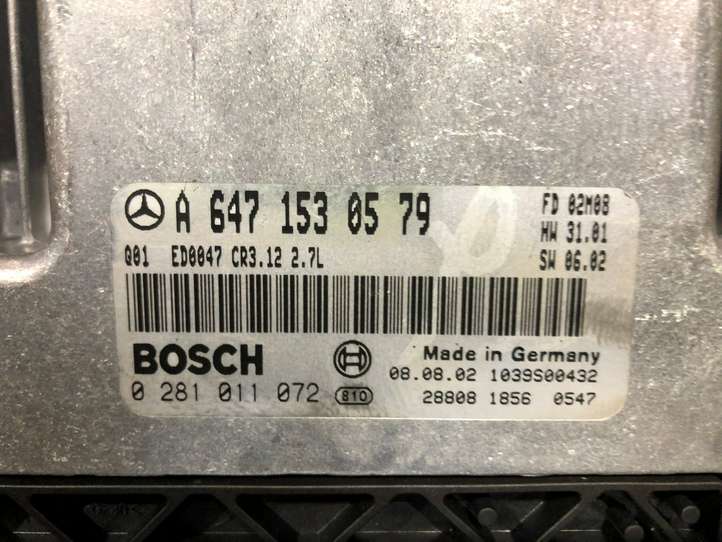 A 647 153 05 79
FD 02M08
HW 31.01
Q01 ED0047 CR3.12 2.7L
SW 06.02
BOSCH
Made in Germany
08.08.02 1039S00432
0 281 011 072 810
28808 1856 0547